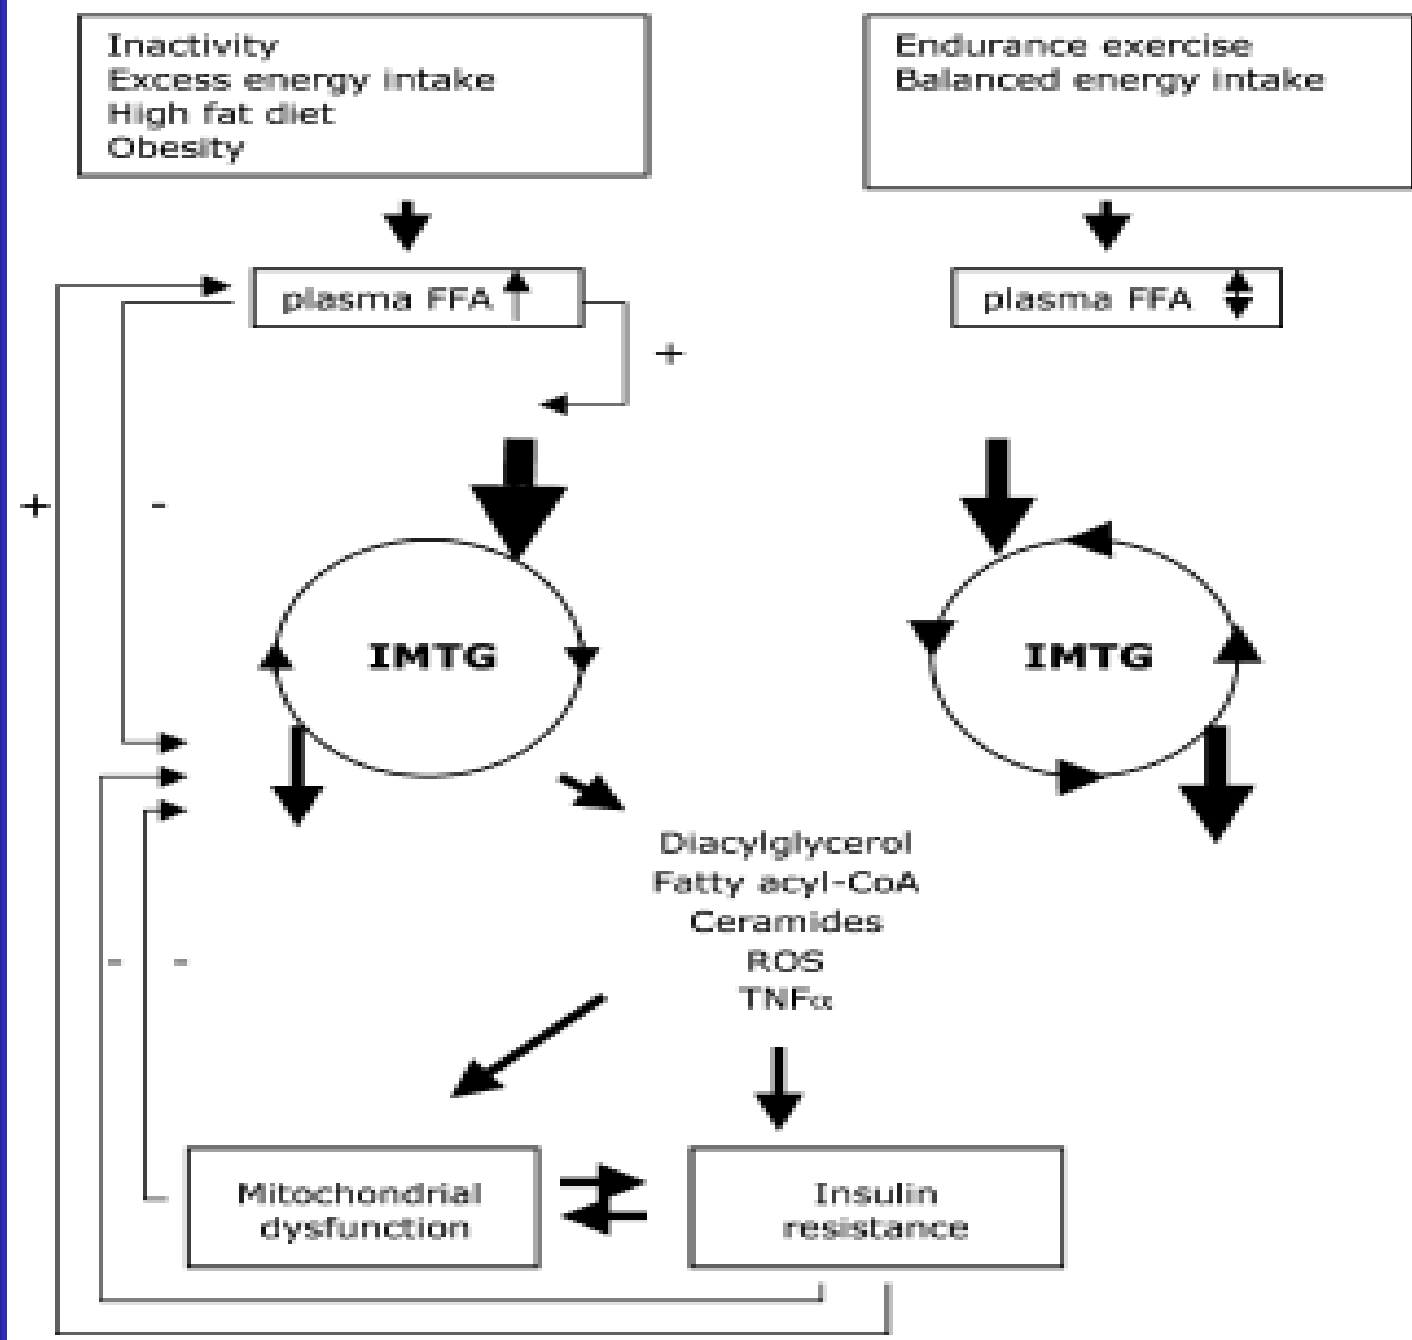 Inactivity
Excess energy intake
High fat diet
Obesity
Endurance exercise
Balanced energy intake
plasma FFA
plasma FFA
+
+
-
IMTG
IMTG
Diacylglycerol
Fatty acyl-CoA
Ceramides
ROS
TNFα
- -
Mitochondrial
dysfunction
Insulin
resistance